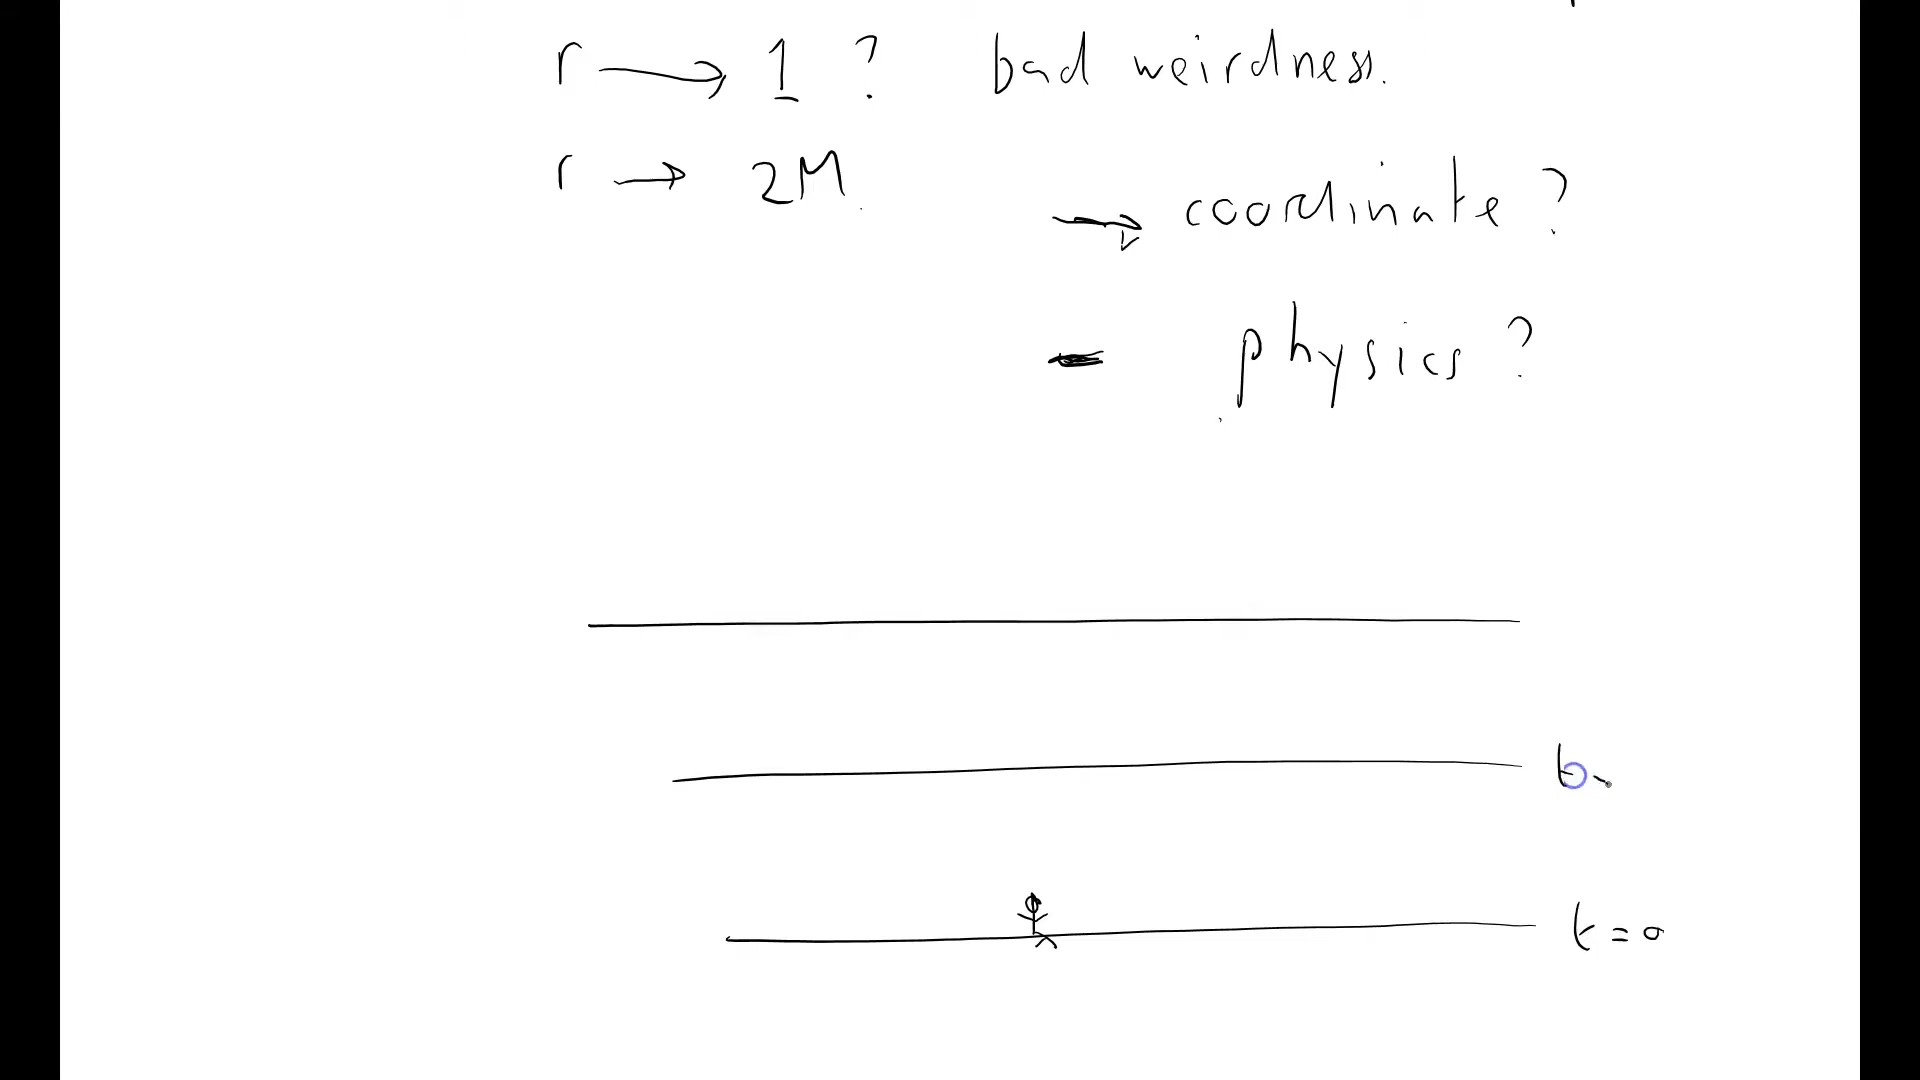 r → 1 ? bad weirdness.
r → 2M
→ coordinate ?
- physics ?
t
t = 0